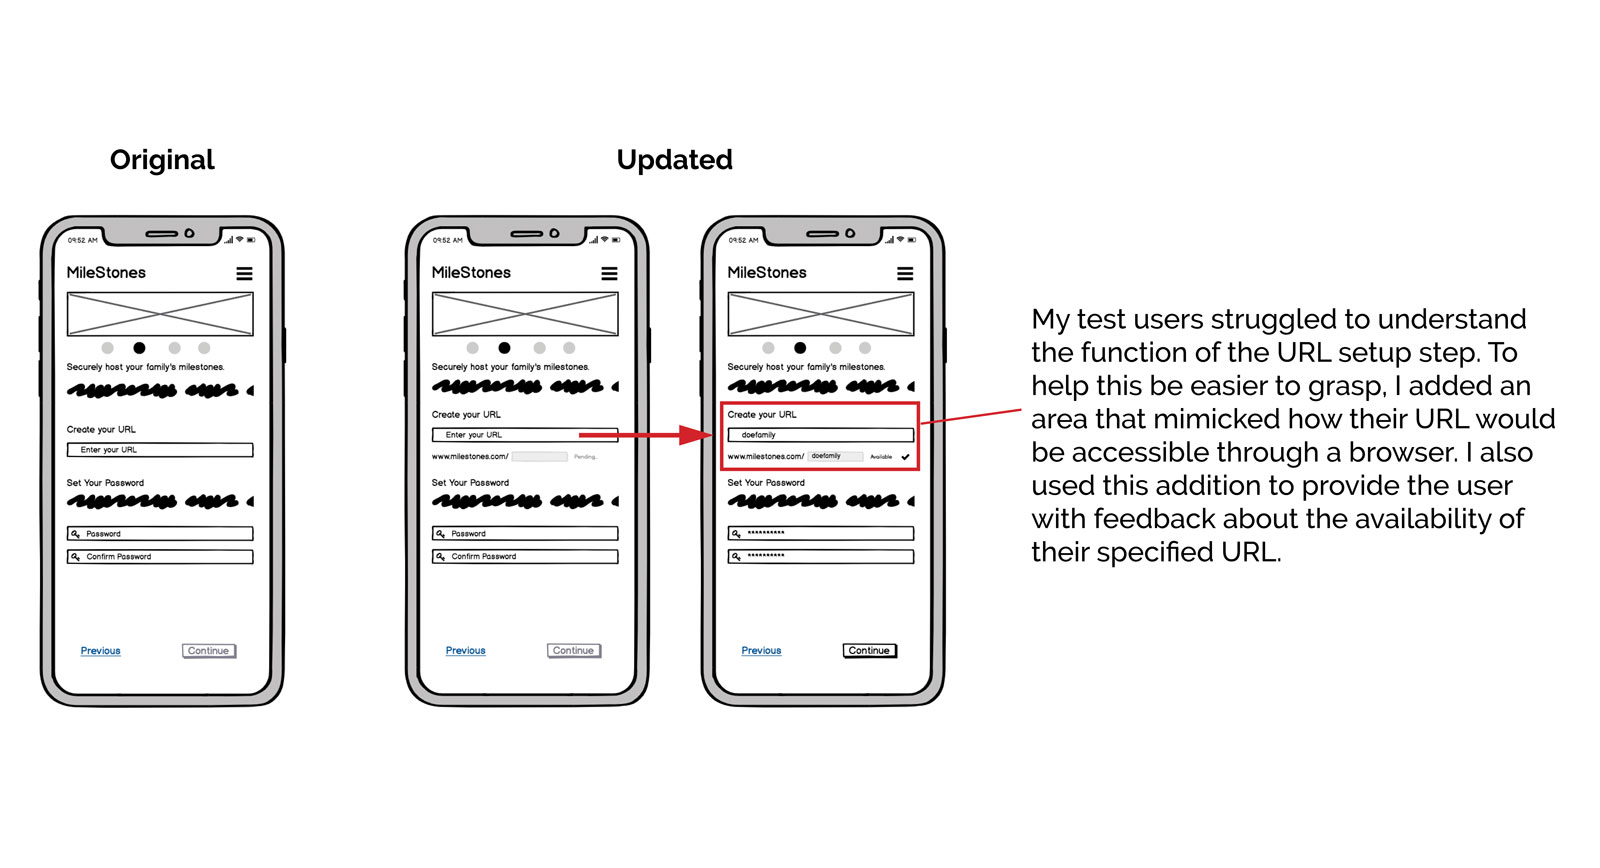 Original
Updated
09:52 AM
MileStones
Securely host your family's milestones.
Create your URL
Enter your URL
Set Your Password
Password
Confirm Password
Previous
Continue
09:52 AM
MileStones
Securely host your family's milestones.
Create your URL
Enter your URL
www.milestones.com/
Pending..
Set Your Password
Password
Confirm Password
Previous
Continue
09:52 AM
MileStones
Securely host your family's milestones.
Create your URL
doefamily
www.milestones.com/ doefamily Available
Set Your Password
**********
**********
Previous
Continue
My test users struggled to understand
the function of the URL setup step. To
help this be easier to grasp, I added an
area that mimicked how their URL would
be accessible through a browser. I also
used this addition to provide the user
with feedback about the availability of
their specified URL.